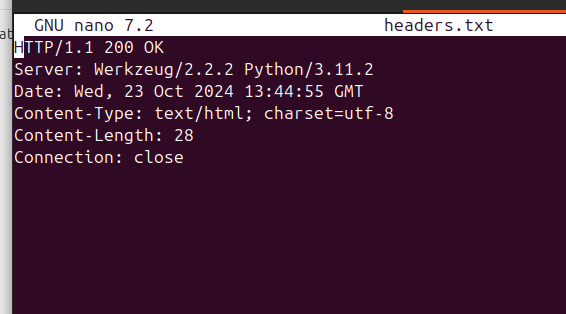 GNU nano 7.2 headers.txt
HTTP/1.1 200 OK
Server: Werkzeug/2.2.2 Python/3.11.2
Date: Wed, 23 Oct 2024 13:44:55 GMT
Content-Type: text/html; charset=utf-8
Content-Length: 28
Connection: close